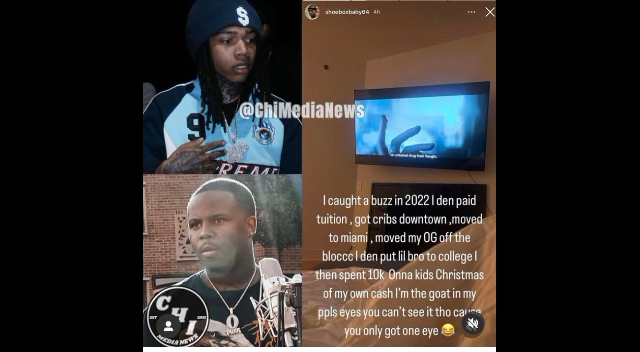 shoeboxbaby64 4h
S
@ChiMediaNews
9
REME
I caught a buzz in 2022 I den paid
tuition , got cribs downtown ,moved
to miami , moved my OG off the
bloccc I den put lil bro to college I
then spent 10k Onna kids Christmas
of my own cash I'm the goat in my
ppls eyes you can't see it tho cause
you only got one eye 😂
CHI
MEDIA NEWS